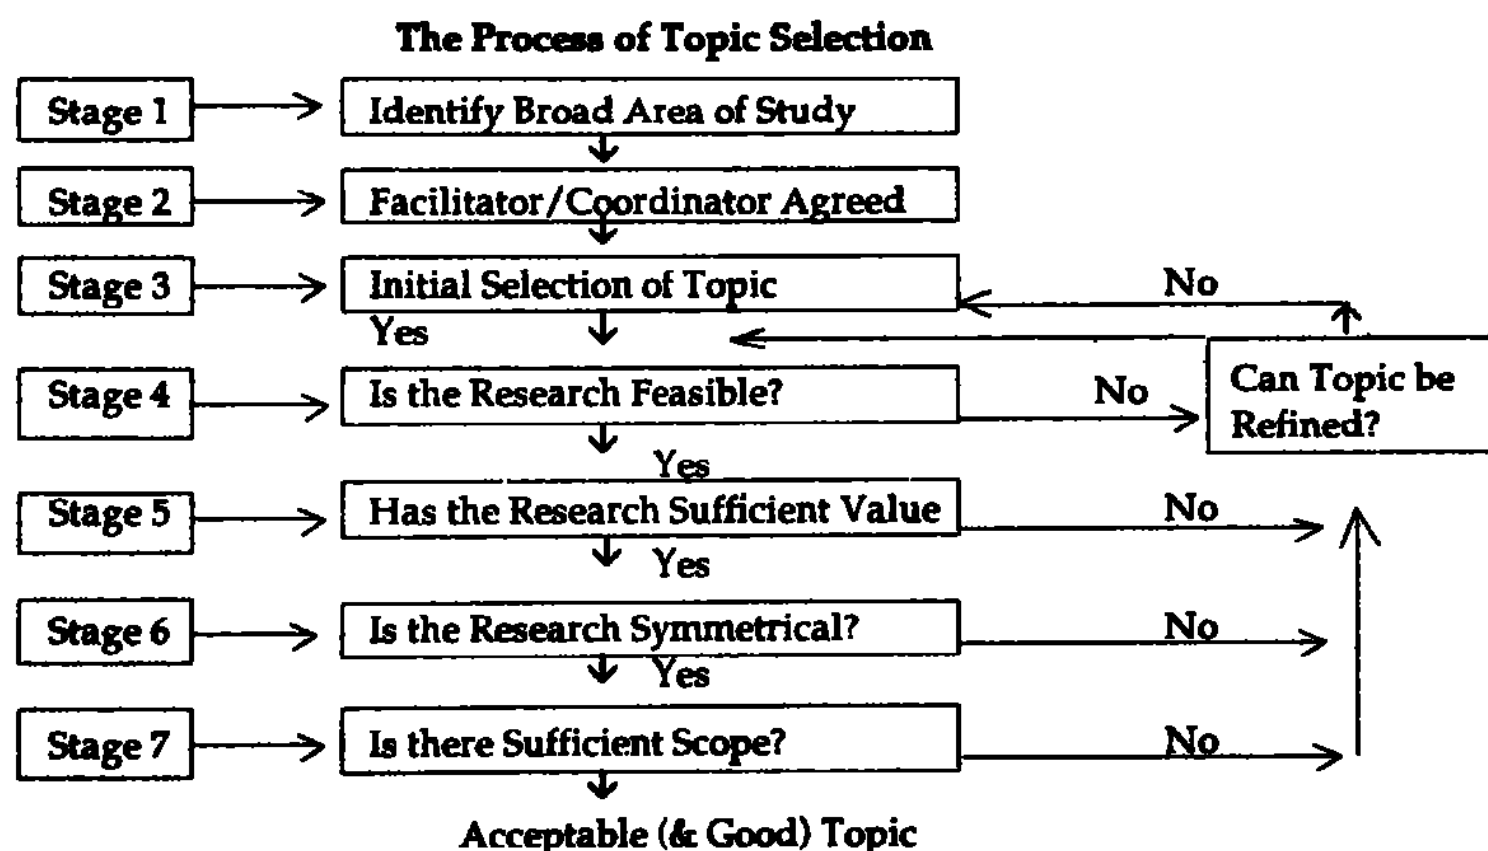 The Process of Topic Selection
Stage 1
Identify Broad Area of Study
Stage 2
Facilitator/Coordinator Agreed
Stage 3
Initial Selection of Topic
No
Yes
Stage 4
Is the Research Feasible?
No
Can Topic be
Refined?
Yes
Stage 5
Has the Research Sufficient Value
No
Yes
Stage 6
Is the Research Symmetrical?
No
Yes
Stage 7
Is there Sufficient Scope?
No
Acceptable (& Good) Topic